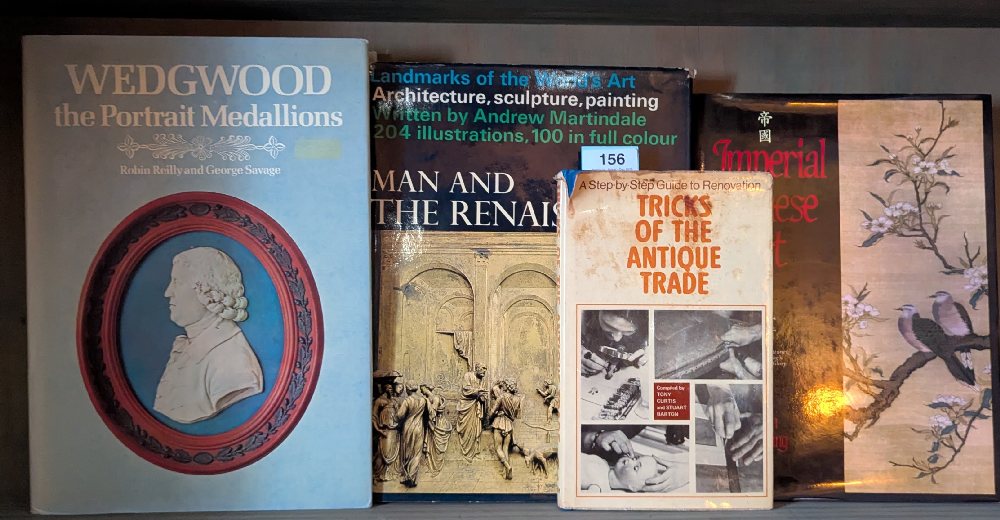 WEDGWOOD
the Portrait Medallions
Robin Reilly and George Savage
Landmarks of the World's Art
Architecture, sculpture, painting
Written by Andrew Martindale
204 illustrations, 100 in full colour
MAN AND
THE RENAIS
156
A Step-by-Step Guide to Renovation
TRICKS
OF THE
ANTIQUE
TRADE
Compiled by
TONY
CURTIS
and STUART
BARTON
帝
國
Imperial